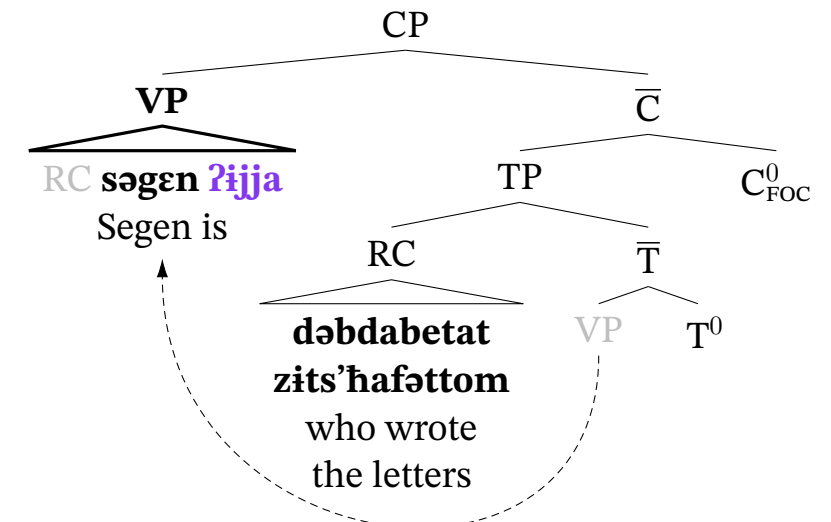 CP
VP
C̅
RC səgɛn ʔɨjja
TP
C⁰FOC
Segen is
RC
T̅
dəbdabetat
VP
T⁰
zɨts’ħafəttom
who wrote
the letters